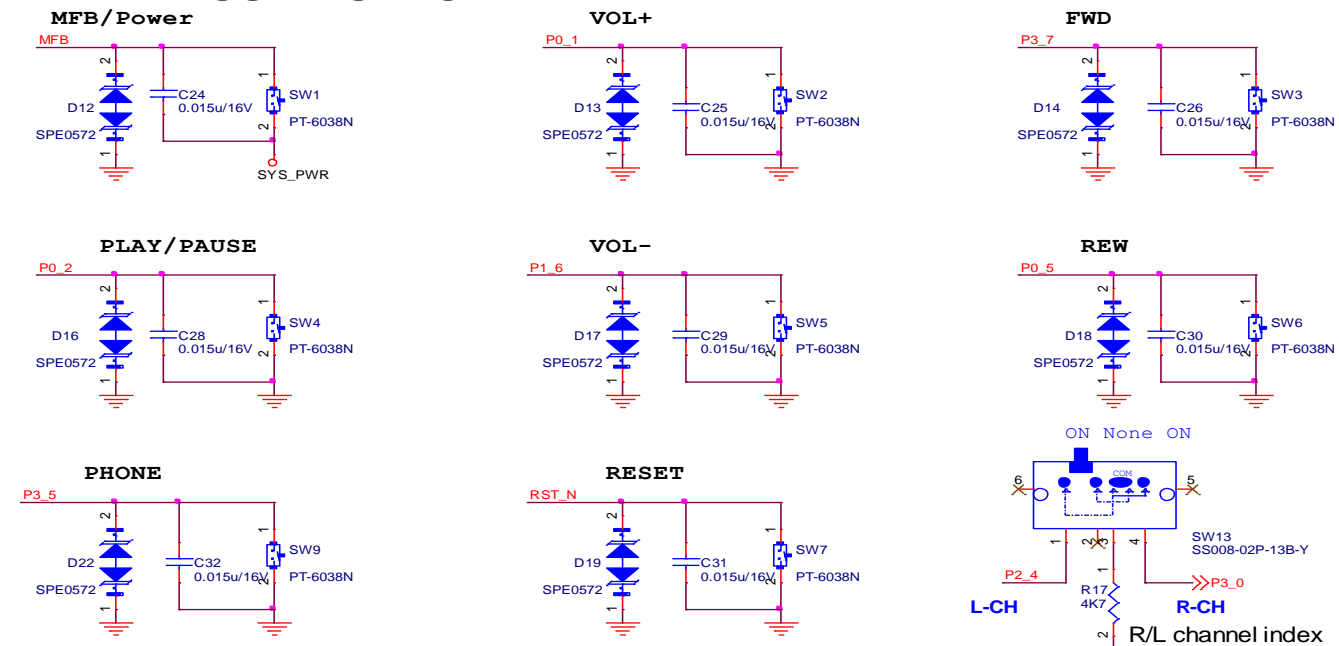 MFB/Power
MFB
2
1
D12
C24
0.015u/16V
SW1
2
PT-6038N
SPE0572
1
SYS_PWR
VOL+
P0_1
2
1
D13
C25
0.015u/16V
SW2
2
PT-6038N
SPE0572
1
FWD
P3_7
2
1
D14
C26
0.015u/16V
SW3
2
PT-6038N
SPE0572
1
PLAY/PAUSE
P0_2
2
1
D16
C28
0.015u/16V
SW4
2
PT-6038N
SPE0572
1
VOL-
P1_6
2
1
D17
C29
0.015u/16V
SW5
2
PT-6038N
SPE0572
1
REW
P0_5
2
1
D18
C30
0.015u/16V
SW6
2
PT-6038N
SPE0572
1
PHONE
P3_5
2
1
D22
C32
0.015u/16V
SW9
2
PT-6038N
SPE0572
1
RESET
RST_N
2
1
D19
C31
0.015u/16V
SW7
2
PT-6038N
SPE0572
1
ON None ON
COM
6
5
1
2
3
4
SW13
SS008-02P-13B-Y
P2_4
1
R17
4K7
P3_0
L-CH
R-CH
2
R/L channel index